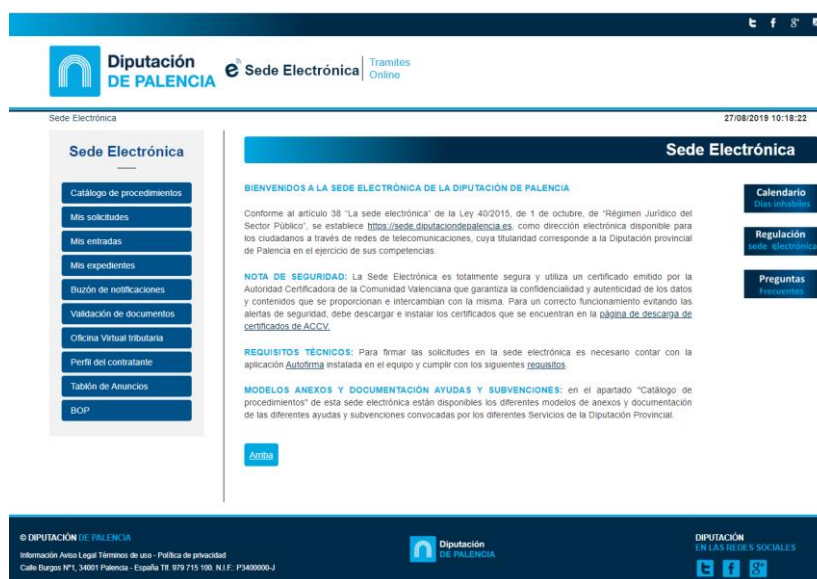 Diputación
DE PALENCIA
Sede Electrónica
Tramites
Online
Sede Electrónica
27/08/2019 10:18:22
Sede Electrónica
Catálogo de procedimientos
Mis solicitudes
Mis entradas
Mis expedientes
Buzón de notificaciones
Validación de documentos
Oficina Virtual tributaria
Perfil del contratante
Tablón de Anuncios
BOP
Sede Electrónica
BIENVENIDOS A LA SEDE ELECTRÓNICA DE LA DIPUTACIÓN DE PALENCIA
Conforme al artículo 38 "La sede electrónica" de la Ley 40/2015, de 1 de octubre, de "Régimen Jurídico del
Sector Público", se establece https://sede.diputaciondepalencia.es, como dirección electrónica disponible para
los ciudadanos a través de redes de telecomunicaciones, cuya titularidad corresponde a la Diputación provincial
de Palencia en el ejercicio de sus competencias.
NOTA DE SEGURIDAD: La Sede Electrónica es totalmente segura y utiliza un certificado emitido por la
Autoridad Certificadora de la Comunidad Valenciana que garantiza la confidencialidad y autenticidad de los datos
y contenidos que se proporcionan e intercambian con la misma. Para un correcto funcionamiento evitando las
alertas de seguridad, debe descargar e instalar los certificados que se encuentran en la página de descarga de
certificados de ACCV.
REQUISITOS TÉCNICOS: Para firmar las solicitudes en la sede electrónica es necesario contar con la
aplicación Autofirma instalada en el equipo y cumplir con los siguientes requisitos.
MODELOS ANEXOS Y DOCUMENTACIÓN AYUDAS Y SUBVENCIONES: en el apartado "Catálogo de
procedimientos" de esta sede electrónica están disponibles los diferentes modelos de anexos y documentación
de las diferentes ayudas y subvenciones convocadas por los diferentes Servicios de la Diputación Provincial.
Arriba
Calendario
Días inhábiles
Regulación
sede electrónica
Preguntas
Frecuentes
© DIPUTACIÓN DE PALENCIA
Información Aviso Legal Términos de uso - Política de privacidad
Calle Burgos Nº1, 34001 Palencia - España Tlf. 979 715 100. N.I.F.: P3400000-J
Diputación
DE PALENCIA
DIPUTACIÓN
EN LAS REDES SOCIALES